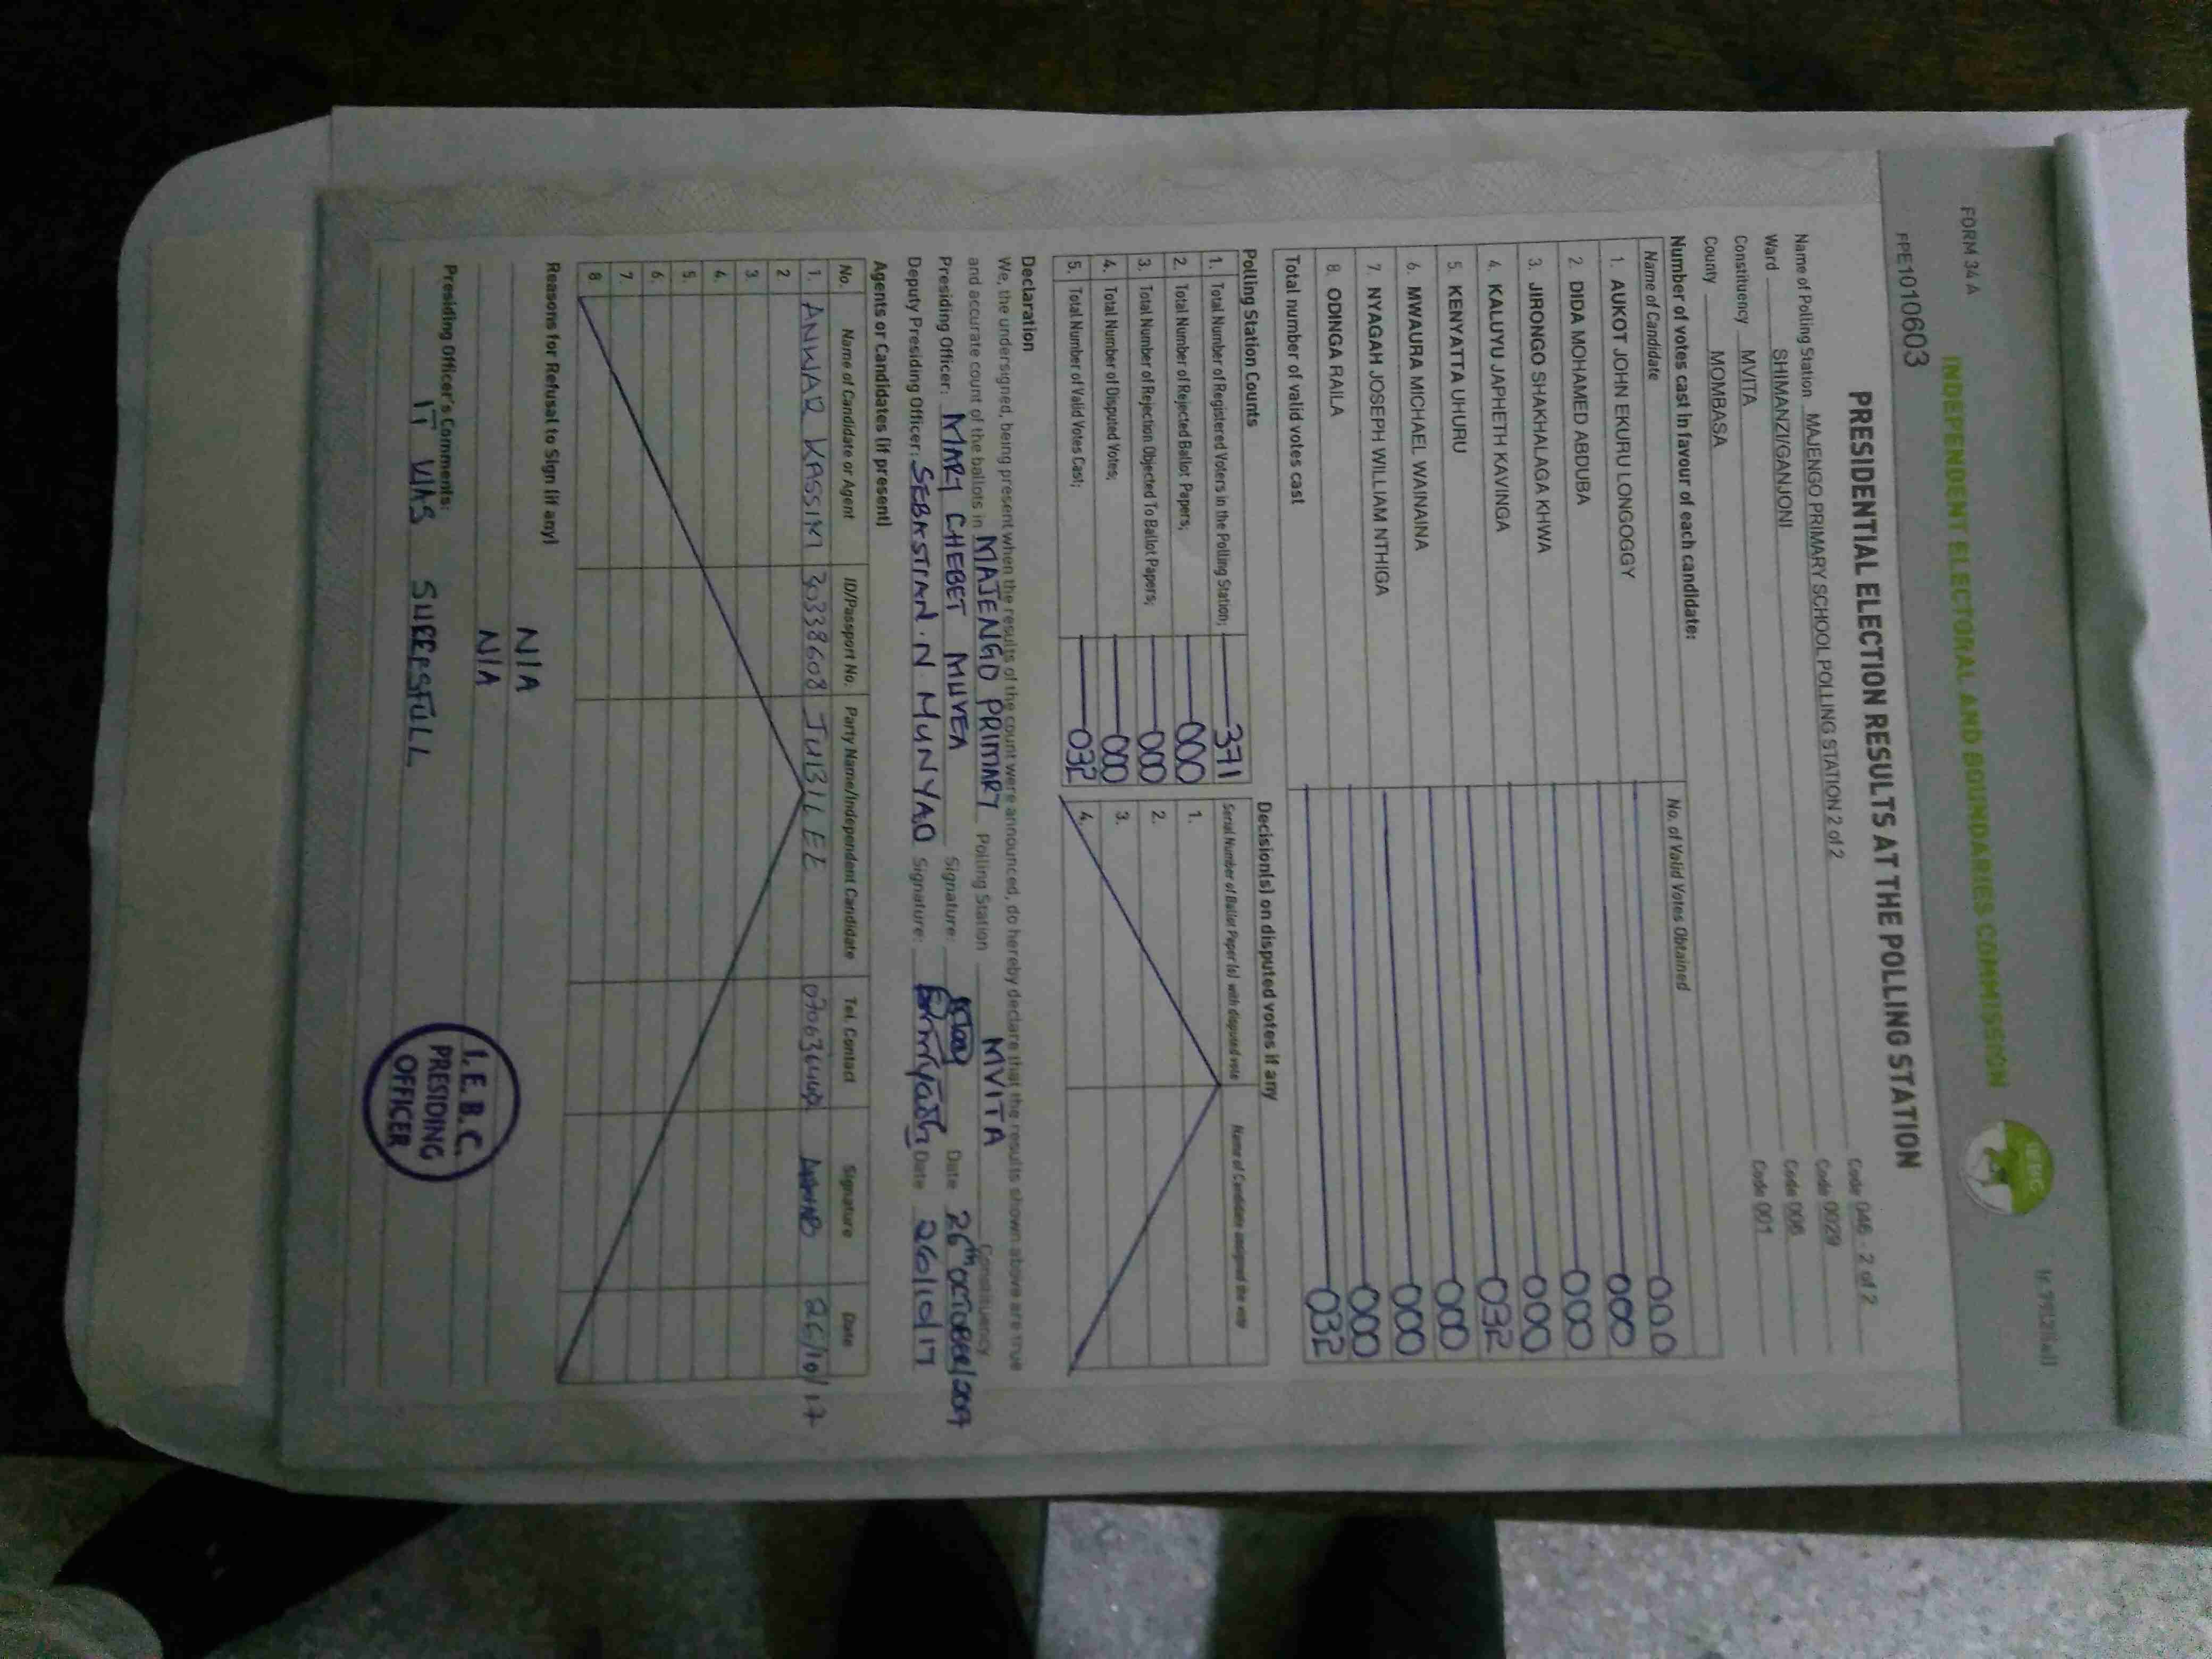 FORM 34 A
INDEPENDENT ELECTORAL AND BOUNDARIES COMMISSION
IEBC
FPE1010603
PRESIDENTIAL ELECTION RESULTS AT THE POLLING STATION
Name of Polling Station MAJENGO PRIMARY SCHOOL POLLING STATION 2 of 2 Code 046 - 2 of 2
Ward SHIMANZI/GANJONI Code 0029
Constituency MVITA Code 006
County MOMBASA Code 001
Number of votes cast in favour of each candidate:
Name of Candidate No. of Valid Votes Obtained
1. AUKOT JOHN EKURU LONGOGGY 000
2. DIDA MOHAMED ABDUBA 000
3. JIRONGO SHAKHALAGA KHWA 000
4. KALUYU JAPHETH KAVINGA 000
5. KENYATTA UHURU 032
6. MWAURA MICHAEL WAINAINA 000
7. NYAGAH JOSEPH WILLIAM NTHIGA 000
8. ODINGA RAILA 000
Total number of valid votes cast 032
Polling Station Counts
1. Total Number of Registered Voters in the Polling Station; 371
2. Total Number of Rejected Ballot Papers; 000
3. Total Number of Rejection Objected To Ballot Papers; 000
4. Total Number of Disputed Votes; 000
5. Total Number of Valid Votes Cast; 032
Decision(s) on disputed votes if any
Serial Number of Ballot Paper (s) with disputed vote Name of Candidate assigned the vote
1.
2.
3.
4.
Declaration
We, the undersigned, being present when the results of the count were announced, do hereby declare that the results shown above are true
and accurate count of the ballots in MAJENGO PRIMARY Polling Station MVITA Constituency
Presiding Officer: MARY CHEBET MUVEA Signature: Date 26th OCTOBER/2017
Deputy Presiding Officer: SEBASTIAN . N MUNYAO Signature: Date 26/10/17
Agents or Candidates (if present)
No. Name of Candidate or Agent ID/Passport No. Party Name/Independent Candidate Tel. Contact Signature Date
1. ANWAR KASSIM 30338608 JUBILEE 26/10/17
2
3.
4.
5.
6.
7.
8
Reasons for Refusal to Sign (if any)
N/A
N/A
Presiding Officer's Comments:
IT WAS
I.E.B.C.
PRESIDING
OFFICER